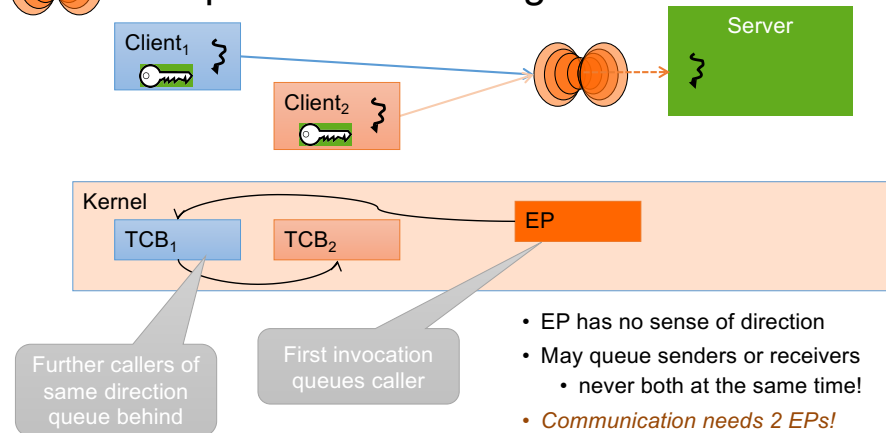 Client1
Server
Client2
Kernel
TCB1
TCB2
EP
Further callers of
same direction
queue behind
First invocation
queues caller
• EP has no sense of direction
• May queue senders or receivers
• never both at the same time!
• Communication needs 2 EPs!